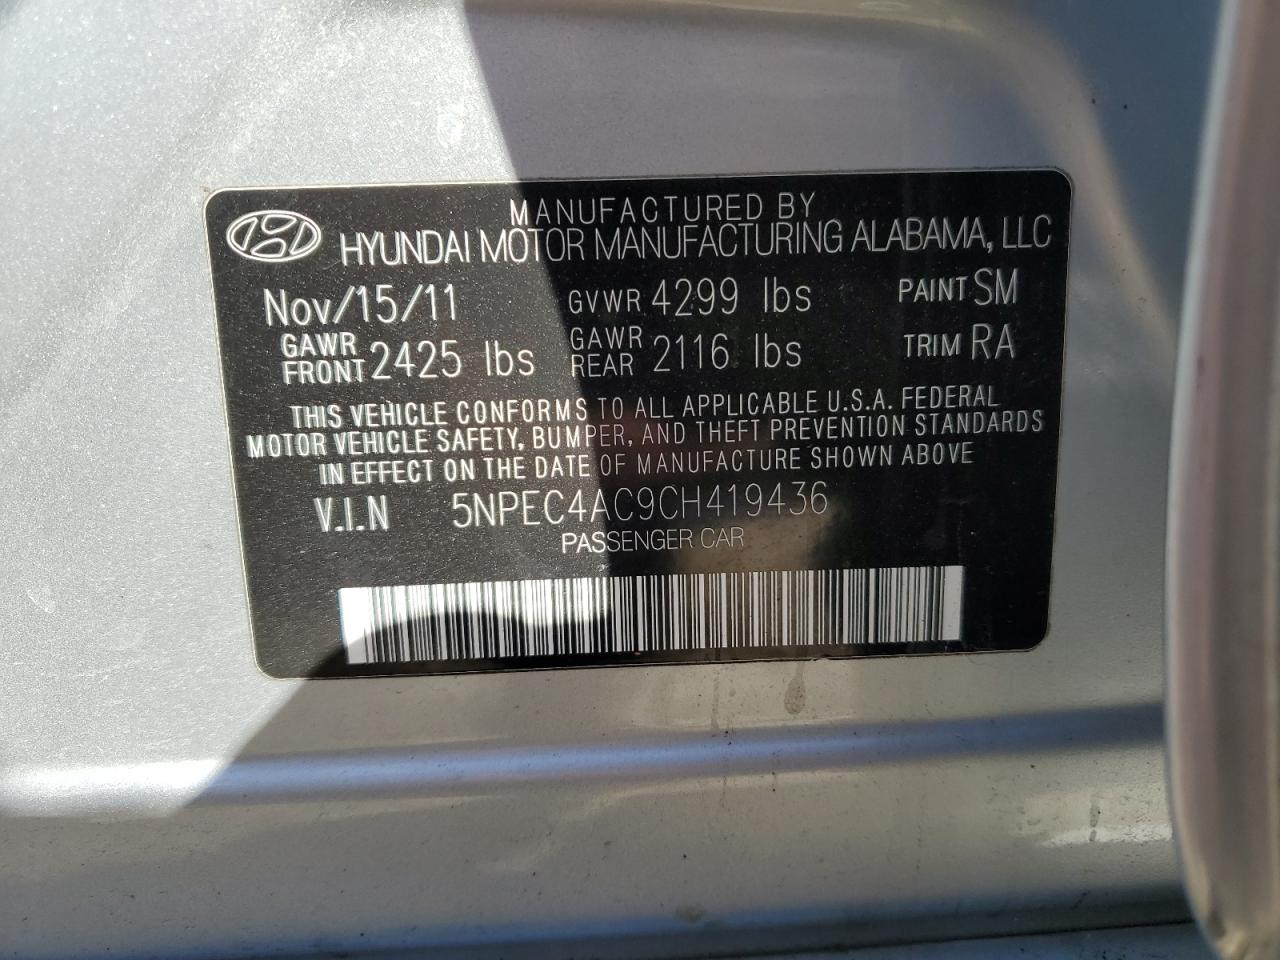 MANUFACTURED BY
HYUNDAI MOTOR MANUFACTURING ALABAMA, LLC
Nov/15/11 GVWR 4299 lbs PAINT SM
GAWR FRONT 2425 lbs GAWR REAR 2116 lbs TRIM RA
THIS VEHICLE CONFORMS TO ALL APPLICABLE U.S.A. FEDERAL
MOTOR VEHICLE SAFETY, BUMPER, AND THEFT PREVENTION STANDARDS
IN EFFECT ON THE DATE OF MANUFACTURE SHOWN ABOVE
V.I.N 5NPEC4AC9CH419436
PASSENGER CAR